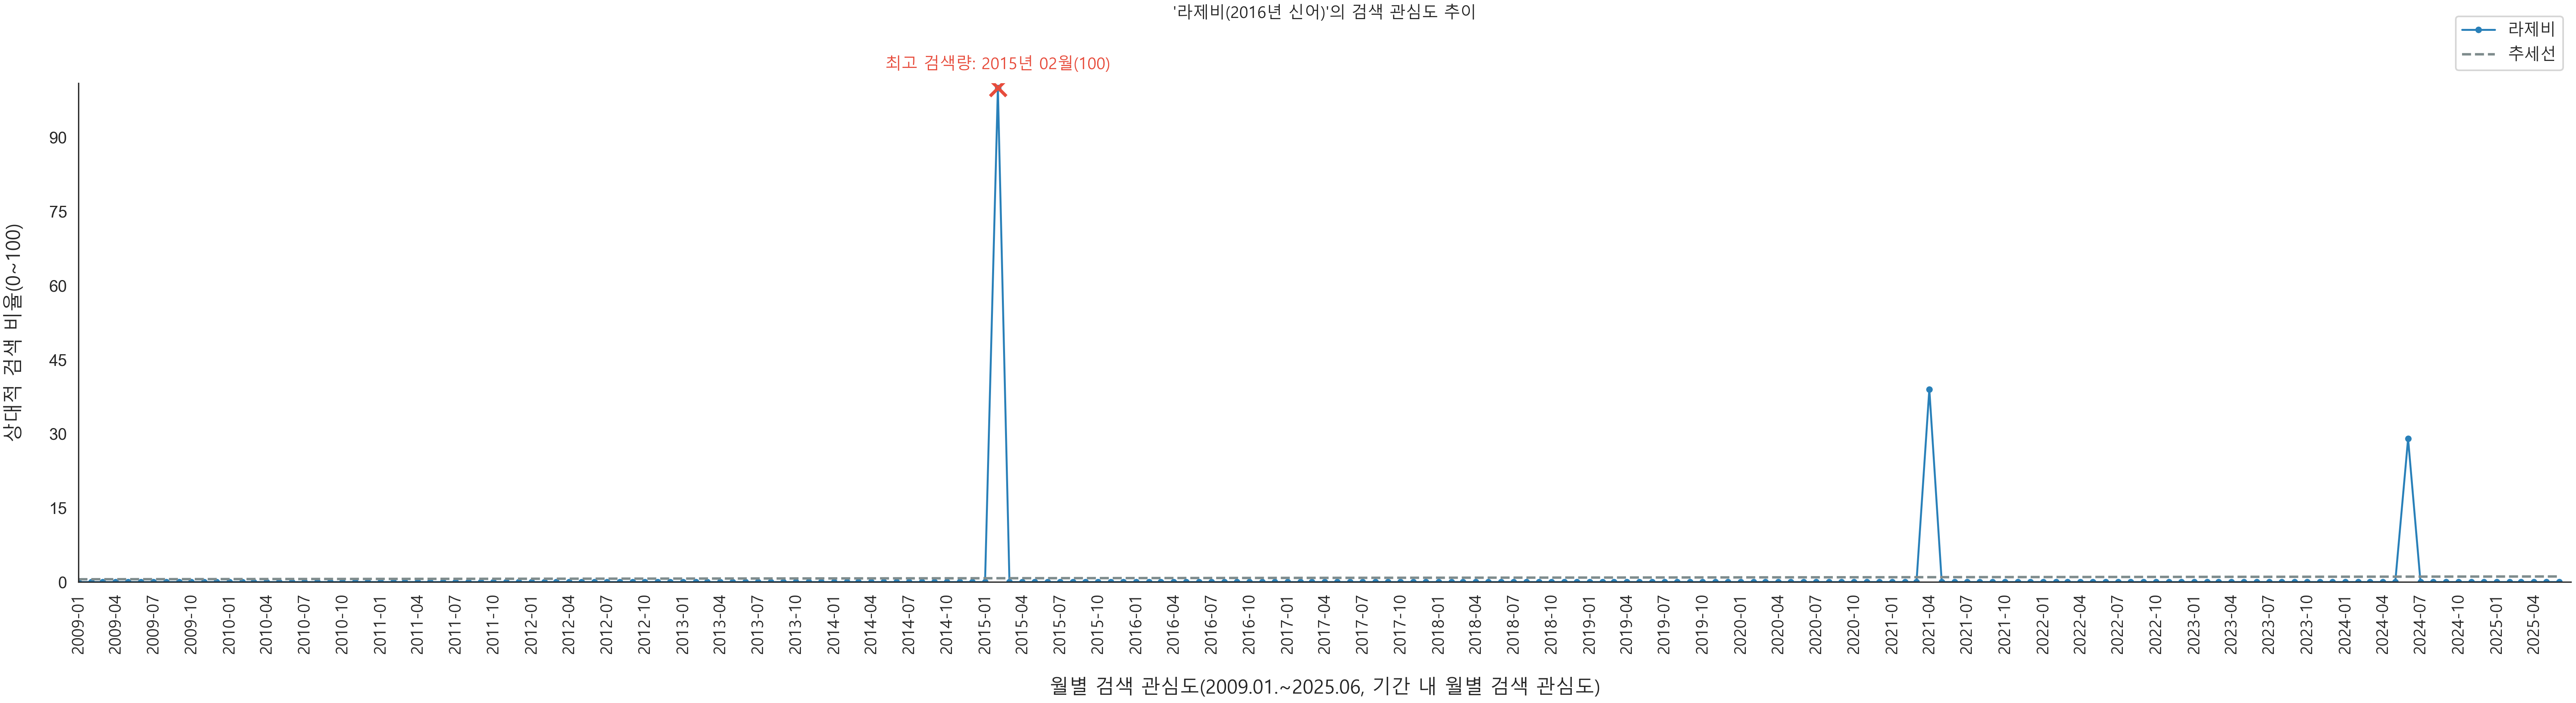 '라제비(2016년 신어)'의 검색 관심도 추이
라제비
추세선
최고 검색량: 2015년 02월(100)
상대적 검색 비율(0~100)
90
75
60
45
30
15
0
2009-01 2009-04 2009-07 2009-10 2010-01 2010-04 2010-07 2010-10 2011-01 2011-04 2011-07 2011-10 2012-01 2012-04 2012-07 2012-10 2013-01 2013-04 2013-07 2013-10 2014-01 2014-04 2014-07 2014-10 2015-01 2015-04 2015-07 2015-10 2016-01 2016-04 2016-07 2016-10 2017-01 2017-04 2017-07 2017-10 2018-01 2018-04 2018-07 2018-10 2019-01 2019-04 2019-07 2019-10 2020-01 2020-04 2020-07 2020-10 2021-01 2021-04 2021-07 2021-10 2022-01 2022-04 2022-07 2022-10 2023-01 2023-04 2023-07 2023-10 2024-01 2024-04 2024-07 2024-10 2025-01 2025-04
월별 검색 관심도(2009.01.~2025.06, 기간 내 월별 검색 관심도)